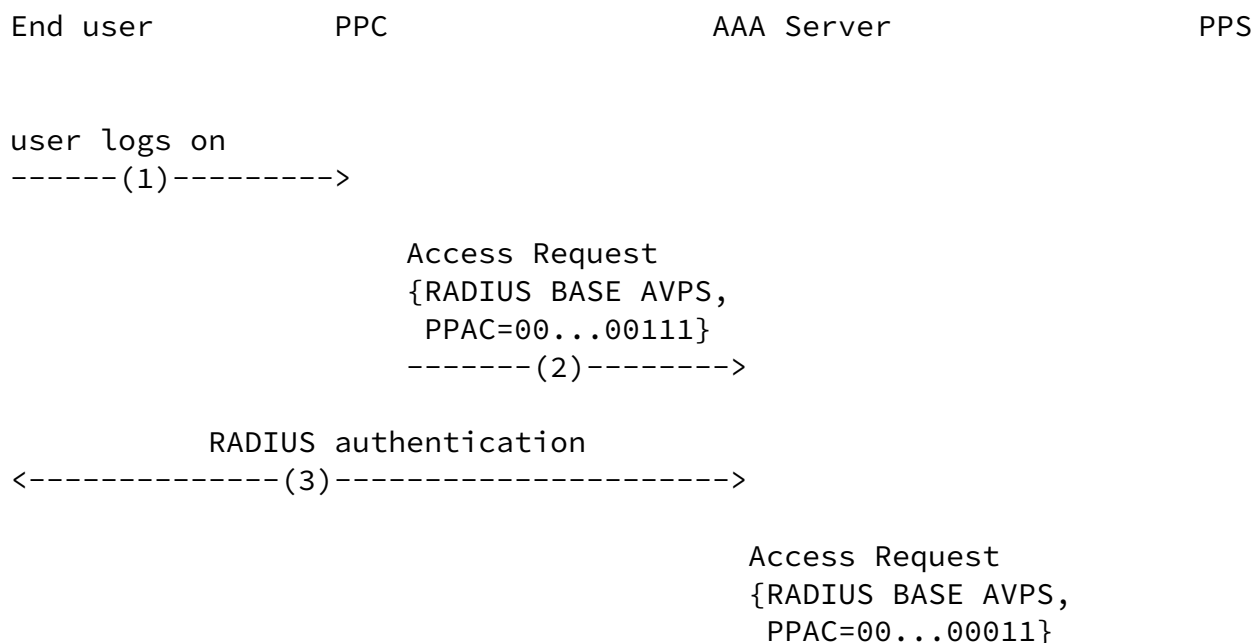 End user PPC AAA Server PPS
user logs on
------(1)--------->
Access Request
{RADIUS BASE AVPS,
PPAC=00...00111}
-------(2)-------->
RADIUS authentication
<--------------(3)---------------------->
Access Request
{RADIUS BASE AVPS,
PPAC=00...00011}